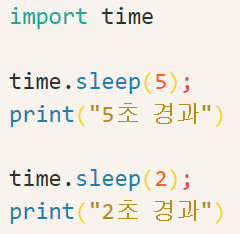 import time

time.sleep(5);
print("5초 경과")

time.sleep(2);
print("2초 경과")